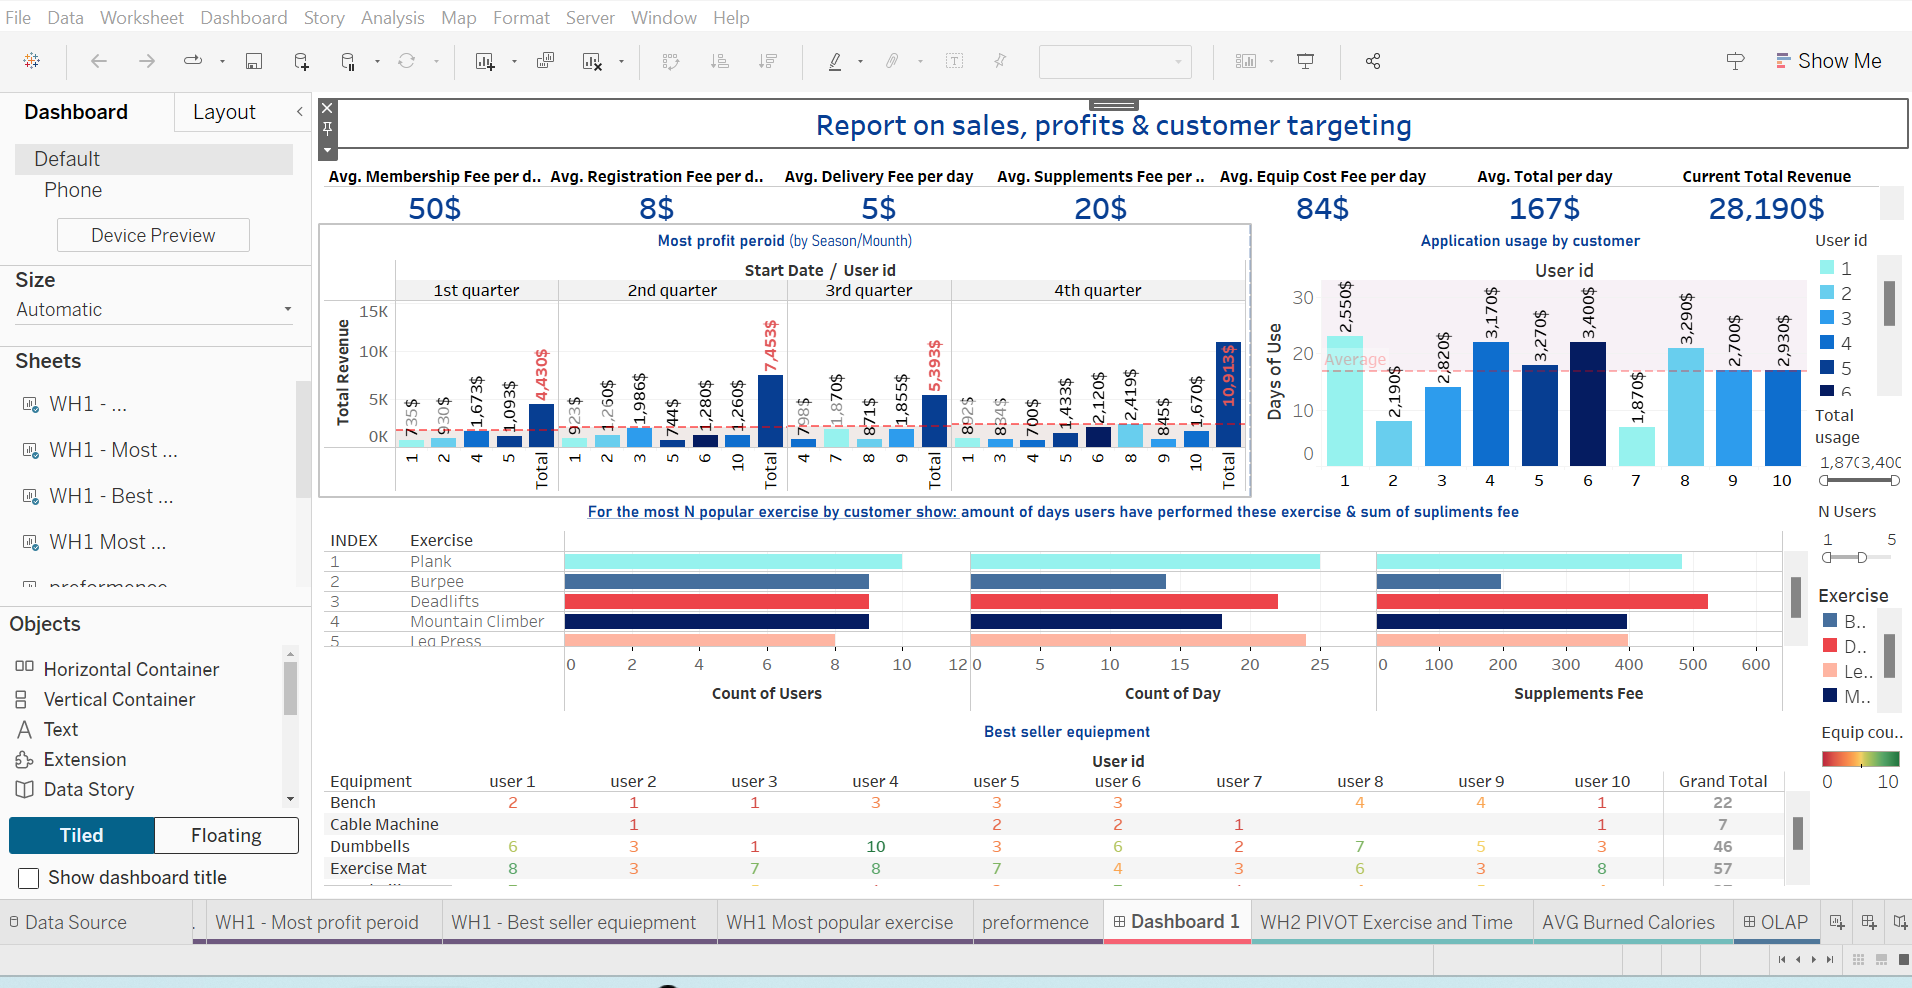 File Data Worksheet Dashboard Story Analysis Map Format Server Window Help
Show Me
Dashboard Layout
Default
Phone
Device Preview
Size
Automatic
Sheets
WH1 - ...
WH1 - Most ...
WH1 - Best ...
WH1 Most ...
preformence
Objects
Horizontal Container
Vertical Container
Text
Extension
Data Story
Tiled Floating
Show dashboard title
Report on sales, profits & customer targeting
Avg. Membership Fee per d.. Avg. Registration Fee per d.. Avg. Delivery Fee per day Avg. Supplements Fee per .. Avg. Equip Cost Fee per day Avg. Total per day Current Total Revenue
50$ 8$ 5$ 20$ 84$ 167$ 28,190$
Most profit peroid (by Season/Mounth)
Start Date / User id
1st quarter 2nd quarter 3rd quarter 4th quarter
Total Revenue
15K
10K
5K
0K
735$ 930$ 1,673$ 1,093$ 4,430$ 923$ 1,260$ 1,986$ 744$ 1,280$ 1,260$ 7,453$ 798$ 1,870$ 871$ 1,855$ 5,393$ 892$ 834$ 700$ 1,433$ 2,120$ 2,419$ 845$ 1,670$ 10,913$
1 2 4 5 Total 1 2 3 5 6 10 Total 4 7 8 9 Total 1 3 4 5 6 8 9 10 Total
Application usage by customer
User id
Days of Use
30
20
10
0
Average
2,550$ 2,190$ 2,820$ 3,170$ 3,270$ 3,400$ 1,870$ 3,290$ 2,700$ 2,930$
1 2 3 4 5 6 7 8 9 10
User id
1
2
3
4
5
6
Total
usage
1,87(3,40(
N Users
1 5
Exercise
B..
D..
Le..
M..
Equip cou..
0 10
For the most N popular exercise by customer show: amount of days users have performed these exercise & sum of supliments fee
INDEX Exercise
1 Plank
2 Burpee
3 Deadlifts
4 Mountain Climber
5 Leg Press
0 2 4 6 8 10 12 0 5 10 15 20 25 0 100 200 300 400 500 600
Count of Users Count of Day Supplements Fee
Best seller equiepment
User id
Equipment user 1 user 2 user 3 user 4 user 5 user 6 user 7 user 8 user 9 user 10 Grand Total
Bench 2 1 1 3 3 3 4 4 1 22
Cable Machine 1 2 2 1 1 7
Dumbbells 6 3 1 10 3 6 2 7 5 3 46
Exercise Mat 8 3 7 8 7 4 3 6 3 8 57
Data Source . WH1 - Most profit peroid WH1 - Best seller equiepment WH1 Most popular exercise preformence Dashboard 1 WH2 PIVOT Exercise and Time AVG Burned Calories OLAP